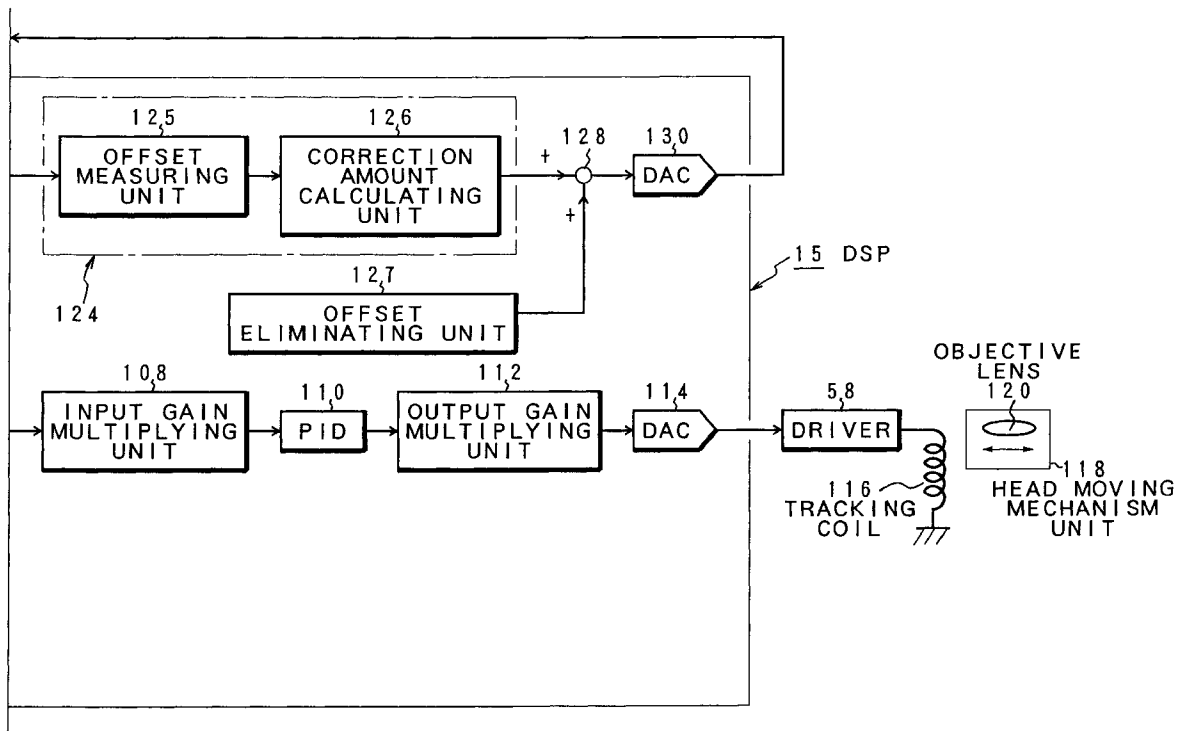 125
OFFSET
MEASURING
UNIT
126
CORRECTION
AMOUNT
CALCULATING
UNIT
+
128
+
130
DAC
124
127
OFFSET
ELIMINATING UNIT
15 DSP
108
INPUT GAIN
MULTIPLYING
UNIT
110
PID
112
OUTPUT GAIN
MULTIPLYING
UNIT
114
DAC
58
DRIVER
116
TRACKING
COIL
OBJECTIVE
LENS
120
118
HEAD MOVING
MECHANISM
UNIT